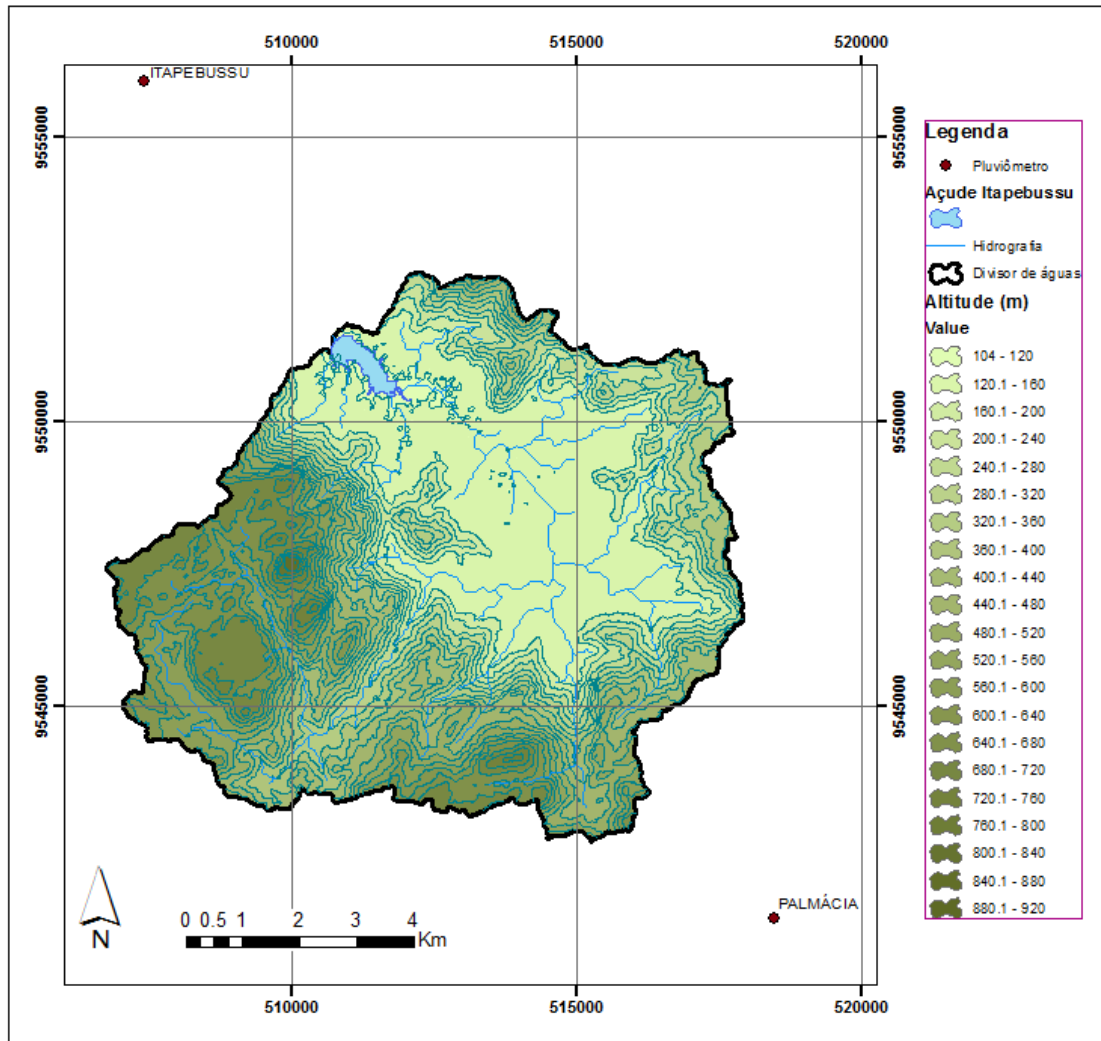 510000
515000
520000
ITAPEBUSSU
9555000
9555000
Legenda
Pluviômetro
Açude Itapebussu
Hidrografia
Divisor de águas
Altitude (m)
Value
104 - 120
120.1 - 160
160.1 - 200
200.1 - 240
240.1 - 280
280.1 - 320
320.1 - 360
360.1 - 400
400.1 - 440
440.1 - 480
480.1 - 520
520.1 - 560
560.1 - 600
600.1 - 640
640.1 - 680
680.1 - 720
720.1 - 760
760.1 - 800
800.1 - 840
840.1 - 880
880.1 - 920
9550000
9550000
9545000
9545000
PALMÁCIA
N
0 0.5 1 2 3 4
Km
510000
515000
520000